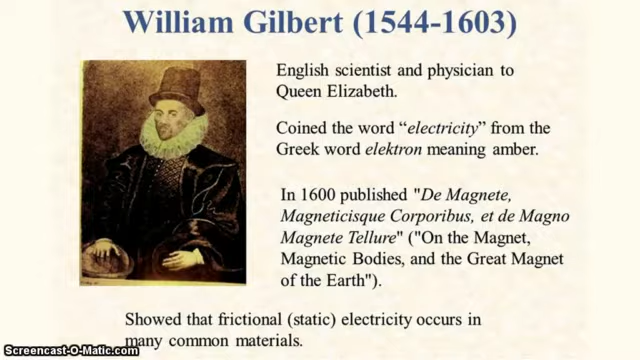 William Gilbert (1544-1603)
English scientist and physician to
Queen Elizabeth.
Coined the word “electricity” from the
Greek word elektron meaning amber.
In 1600 published "De Magnete,
Magneticisque Corporibus, et de Magno
Magnete Tellure" ("On the Magnet,
Magnetic Bodies, and the Great Magnet
of the Earth").
Showed that frictional (static) electricity occurs in
many common materials.
Screencast-O-Matic.com